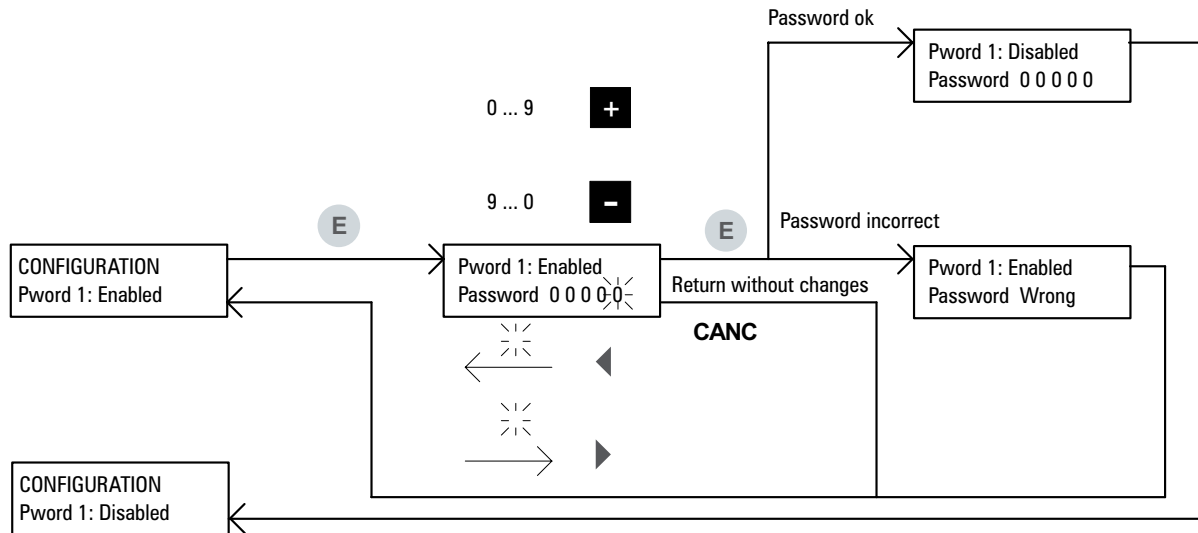 Password ok
Pword 1: Disabled
Password 0 0 0 0 0
0 ... 9
+
9 ... 0
-
E
E
Password incorrect
CONFIGURATION
Pword 1: Enabled
Pword 1: Enabled
Password 0 0 0 0 0
Return without changes
CANC
Pword 1: Enabled
Password Wrong
CONFIGURATION
Pword 1: Disabled